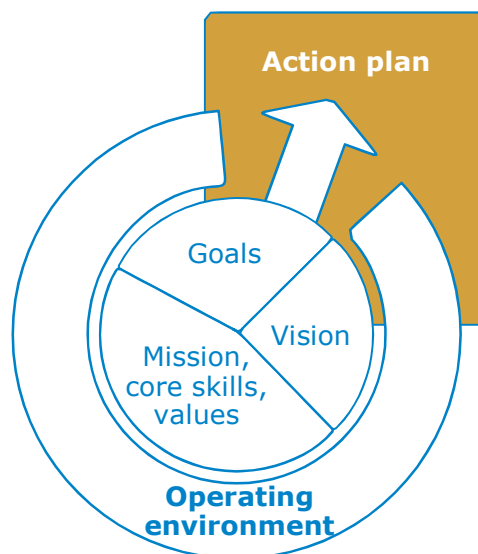 Action plan
Goals
Vision
Mission,
core skills,
values
Operating
environment